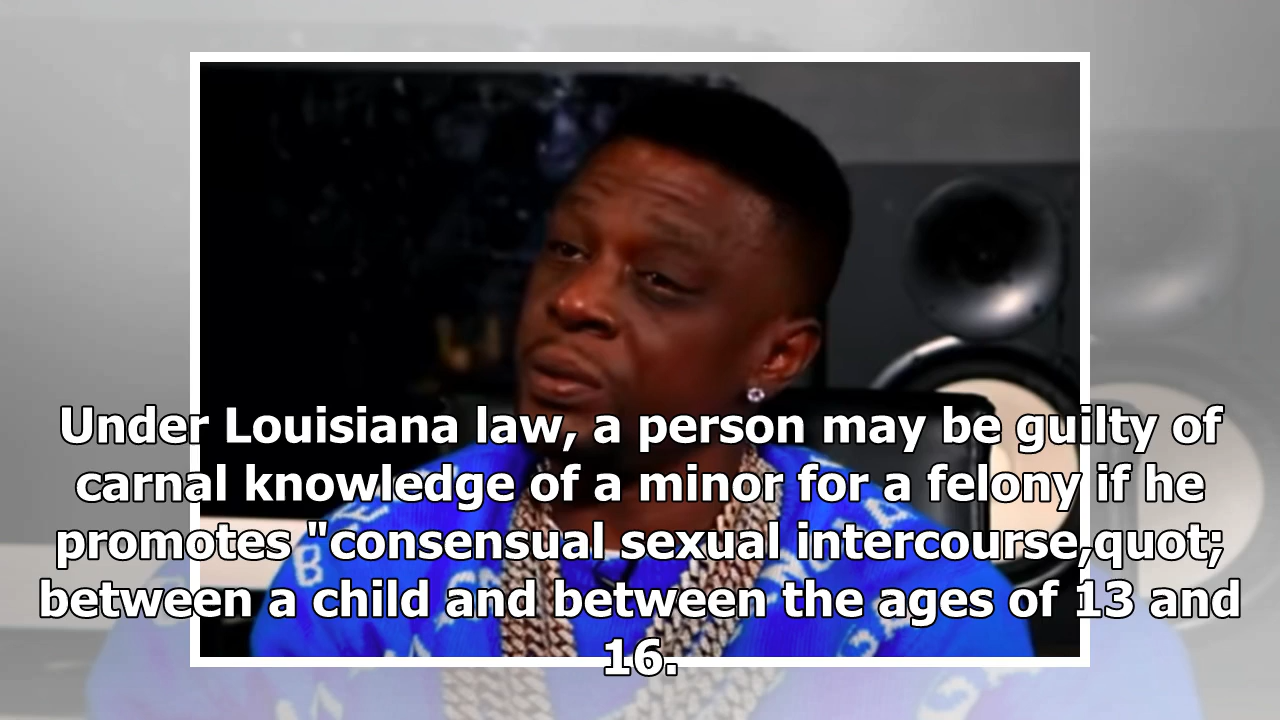 Under Louisiana law, a person may be guilty of
carnal knowledge of a minor for a felony if he
promotes "consensual sexual intercourse,quot;
between a child and between the ages of 13 and
16.